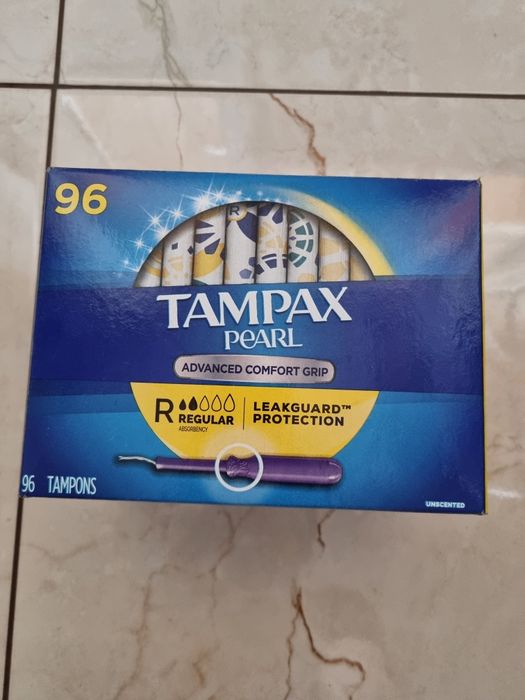 96
R
TAMPAX
PEARL
ADVANCED COMFORT GRIP
R REGULAR
ABSORBENCY
LEAKGUARD™
PROTECTION
96 TAMPONS
UNSCENTED